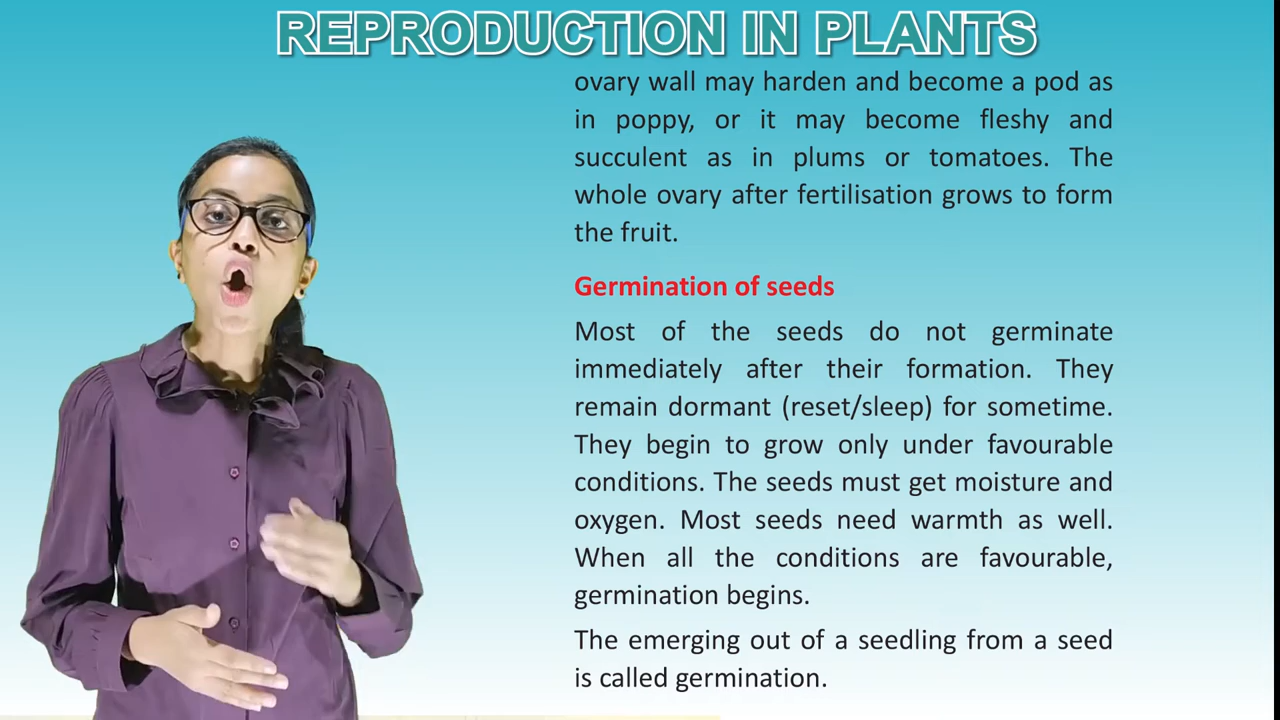 REPRODUCTION IN PLANTS
ovary wall may harden and become a pod as
in poppy, or it may become fleshy and
succulent as in plums or tomatoes. The
whole ovary after fertilisation grows to form
the fruit.
Germination of seeds
Most of the seeds do not germinate
immediately after their formation. They
remain dormant (reset/sleep) for sometime.
They begin to grow only under favourable
conditions. The seeds must get moisture and
oxygen. Most seeds need warmth as well.
When all the conditions are favourable,
germination begins.
The emerging out of a seedling from a seed
is called germination.